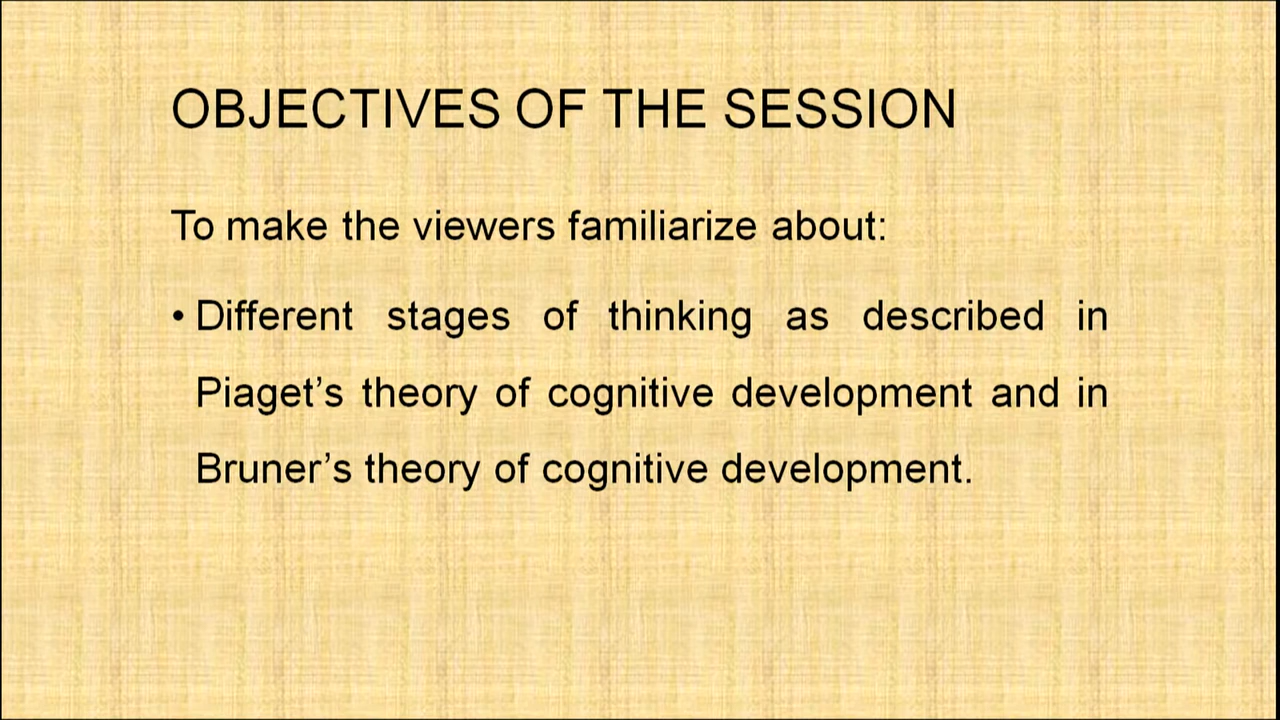 OBJECTIVES OF THE SESSION
To make the viewers familiarize about:
• Different stages of thinking as described in
Piaget’s theory of cognitive development and in
Bruner’s theory of cognitive development.